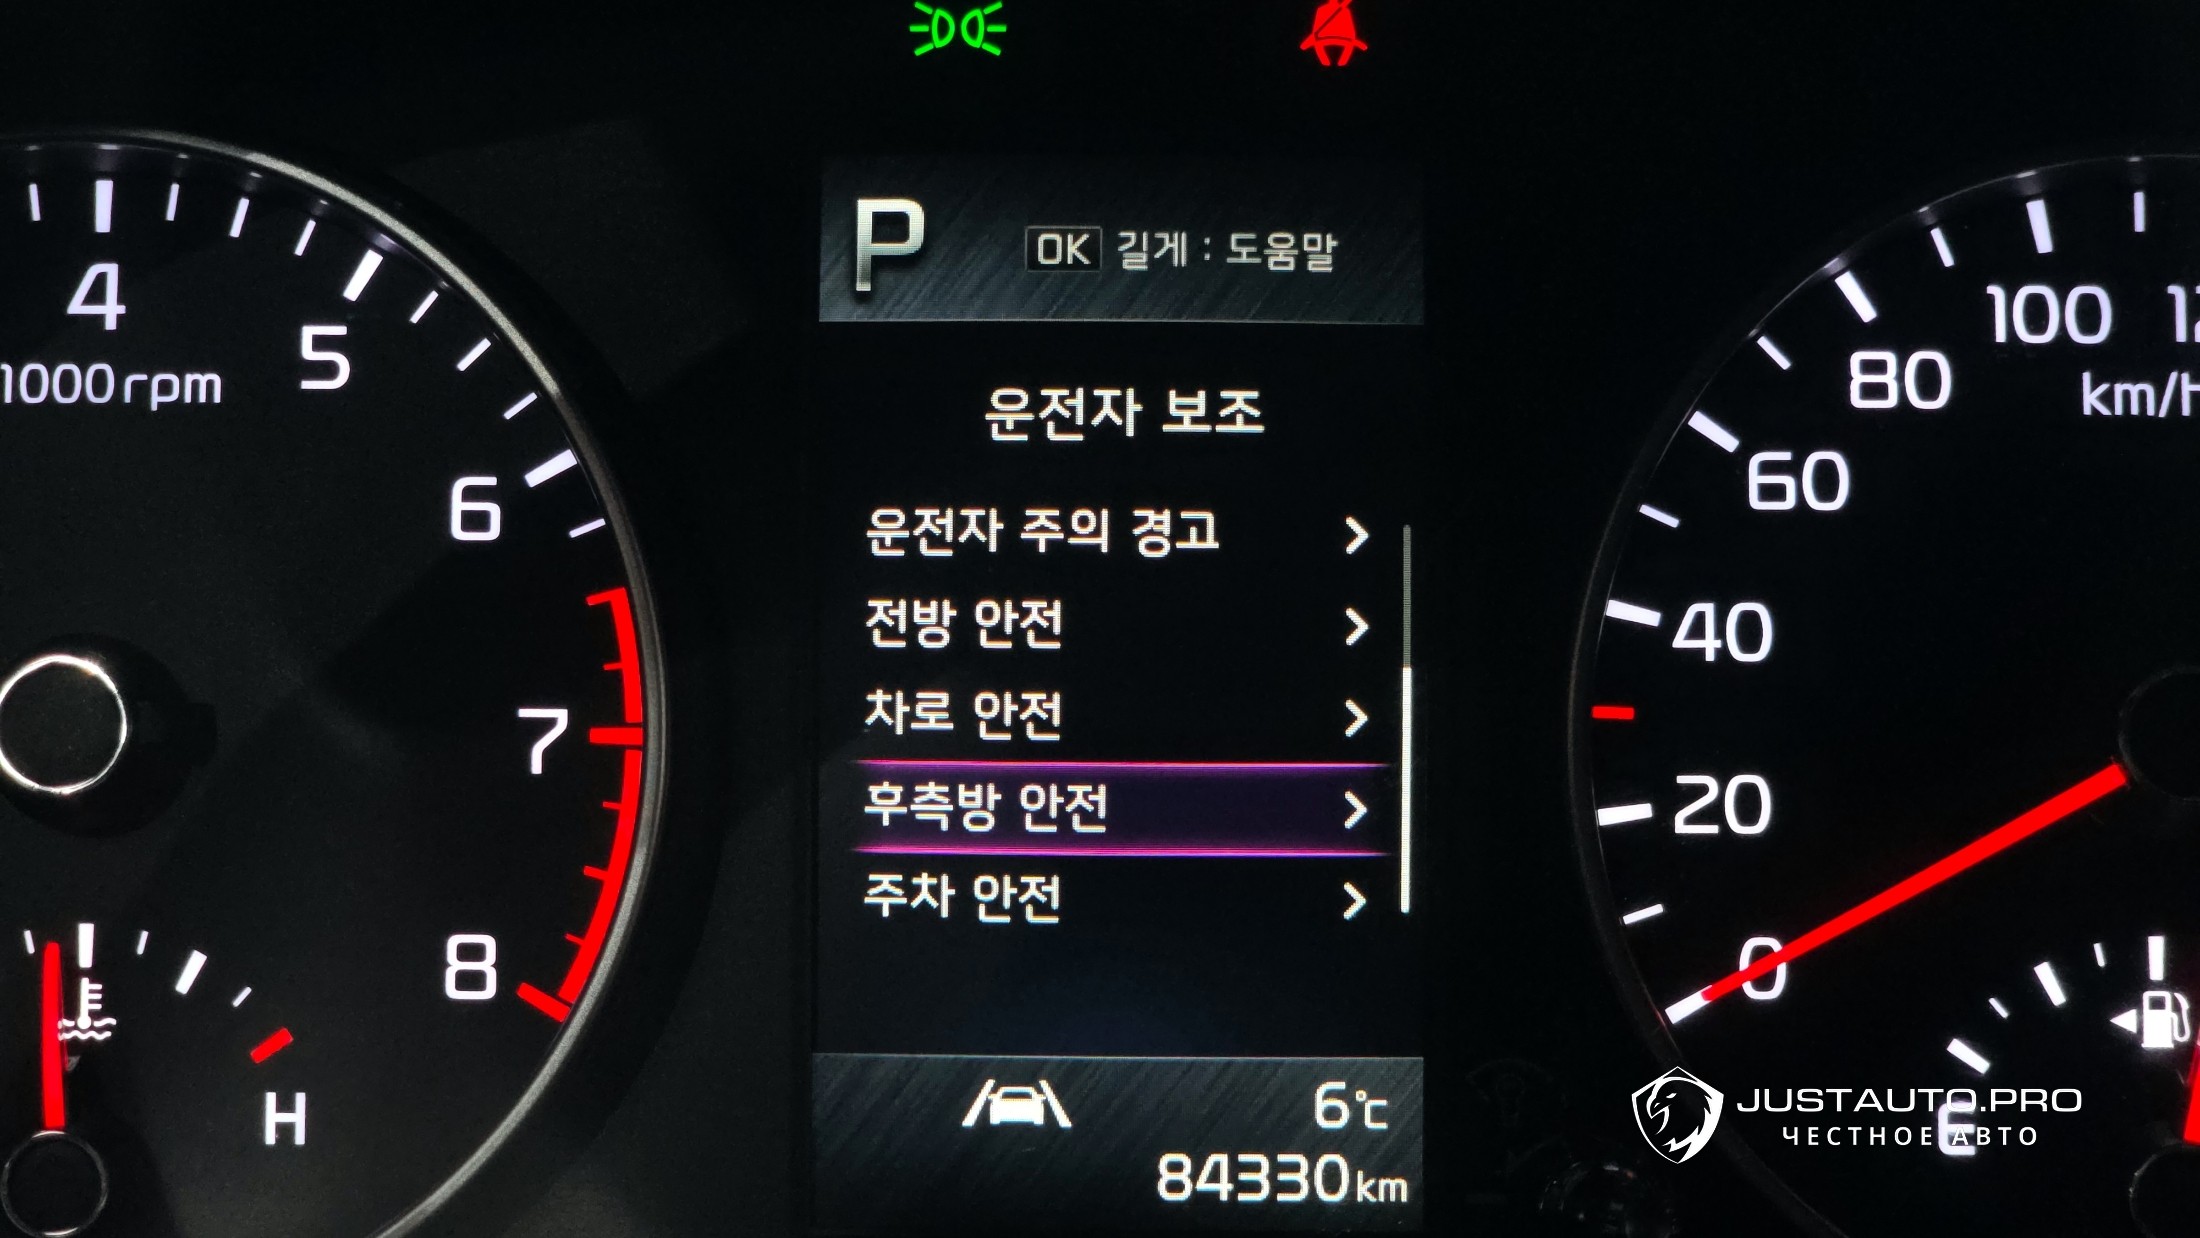 4
5
1000rpm
6
7
8
H
P
OK 길게 : 도움말
운전자 보조
운전자 주의 경고
전방 안전
차로 안전
후측방 안전
주차 안전
6℃
84330km
100
80
km/h
60
40
20
0
E
JUSTAUTO.PRO
ЧЕСТНОЕ АВТО